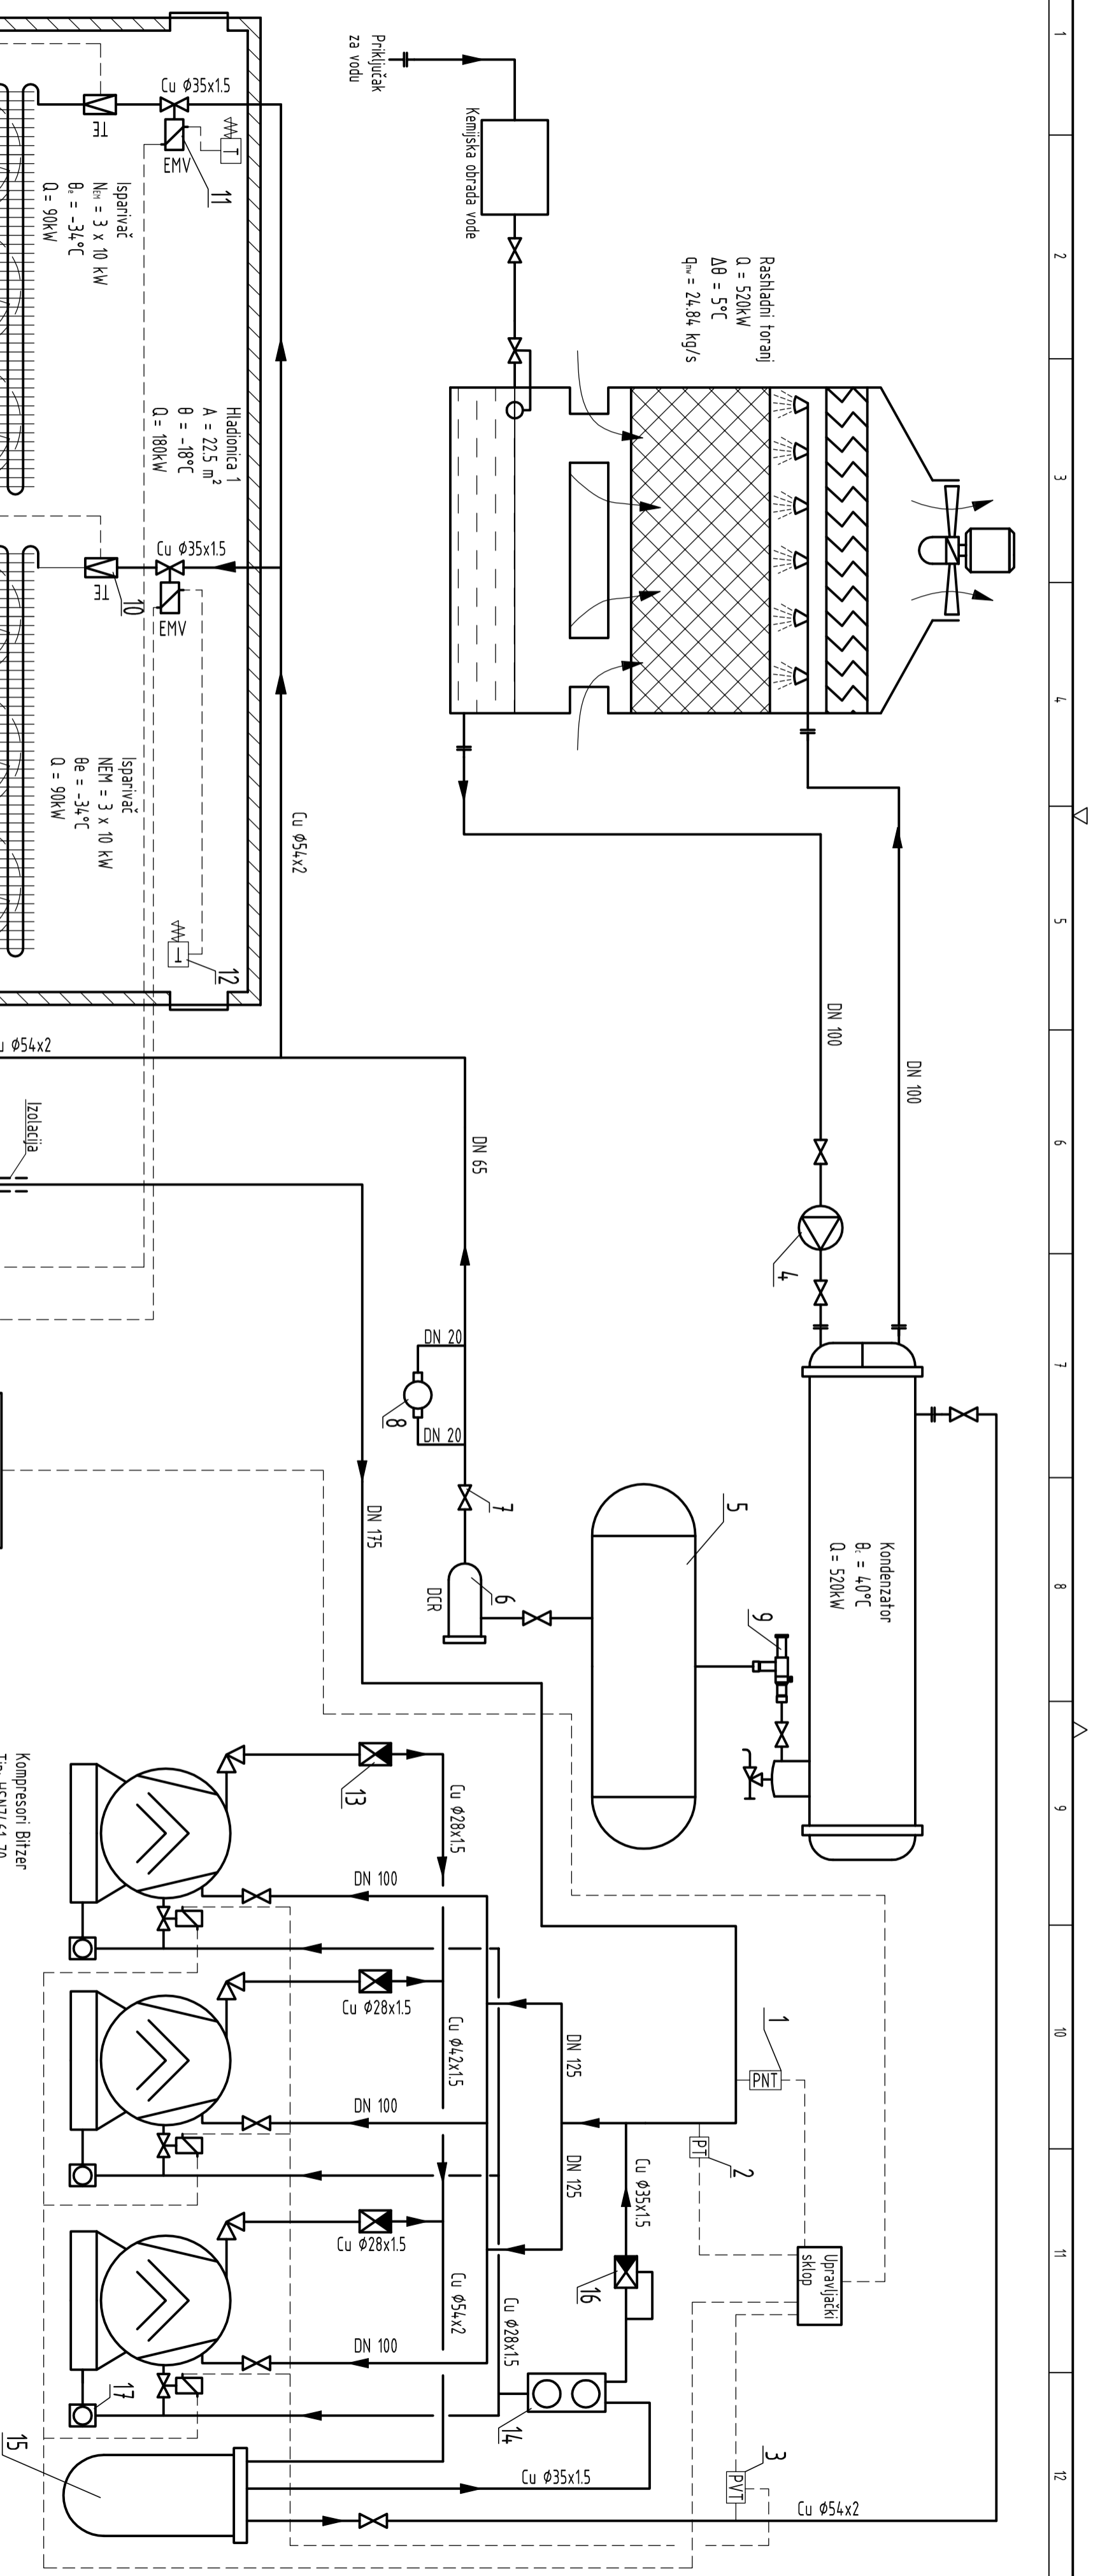 1
2
3
4
5
6
7
8
9
10
11
12
Priključak
za vodu
Kemijska obrada vode
Rashladni toranj
Q = 520kW
Δθ = 5°C
qmw = 24.84 kg/s
Cu Ø35x1.5
TE
EMV
T
11
Isparivač
NEM = 3 x 10 kW
θe = -34°C
Q = 90kW
Hladionica 1
A = 22.5 m²
θ = -18°C
Q = 180kW
Cu Ø35x1.5
TE
10
EMV
Isparivač
NEM = 3 x 10 kW
θe = -34°C
Q = 90kW
T
12
Cu Ø54x2
Ø54x2
Izolacija
DN 100
DN 100
4
DN 65
DN 20
DN 20
8
7
6
DCR
5
9
Kondenzator
θc = 40°C
Q = 520kW
DN 175
Kompresori Bitzer
13
Cu Ø28x1.5
DN 100
Cu Ø28x1.5
Cu Ø42x1.5
DN 100
DN 125
DN 125
1
PNT
PT
2
Cu Ø35x1.5
16
Upravljački
sklop
Cu Ø28x1.5
Cu Ø54x2
DN 100
Cu Ø28x1.5
17
14
15
Cu Ø35x1.5
3
PVT
Cu Ø54x2